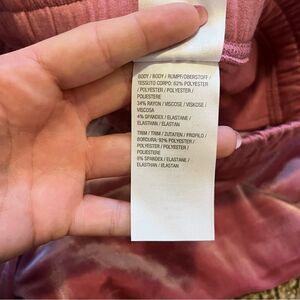 BODY / BODY / RUMPF/OBERSTOFF /
TESSUTO CORPO: 62% POLYESTER
/ POLYESTER / POLYESTER /
POLIESTERE
34% RAYON / VISCOSE / VISKOSE /
VISCOSA
4% SPANDEX / ELASTANE /
ELASTHAN / ELASTAN
TRIM / TRIM / ZUTATEN / PROFILO /
BORDURA: 92% POLYESTER /
POLYESTER / POLYESTER /
POLIESTERE
8% SPANDEX / ELASTANE /
ELASTHAN / ELASTAN